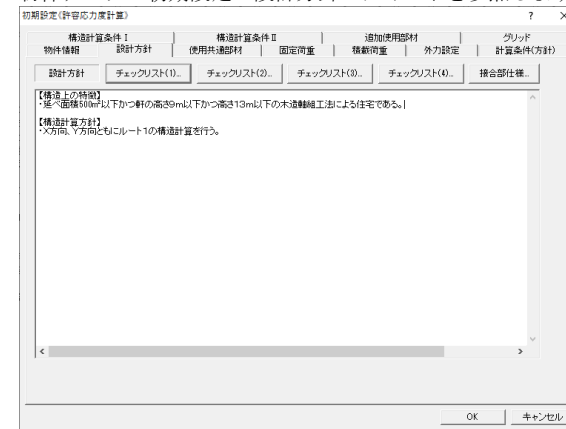 初期設定(許容応力度計算)
? ×
構造計算条件Ⅰ 構造計算条件Ⅱ 追加使用部材 グリッド
物件情報 設計方針 使用共通部材 固定荷重 積載荷重 外力設定 計算条件(方針)
設計方針 チェックリスト(1)... チェックリスト(2)... チェックリスト(3)... チェックリスト(4)... 接合部仕様...
【構造上の特徴】
・延べ面積500㎡以下かつ軒の高さ9m以下かつ高さ13m以下の木造軸組工法による住宅である。
【構造計算方針】
・X方向、Y方向ともにルート1の構造計算を行う。
OK キャンセル